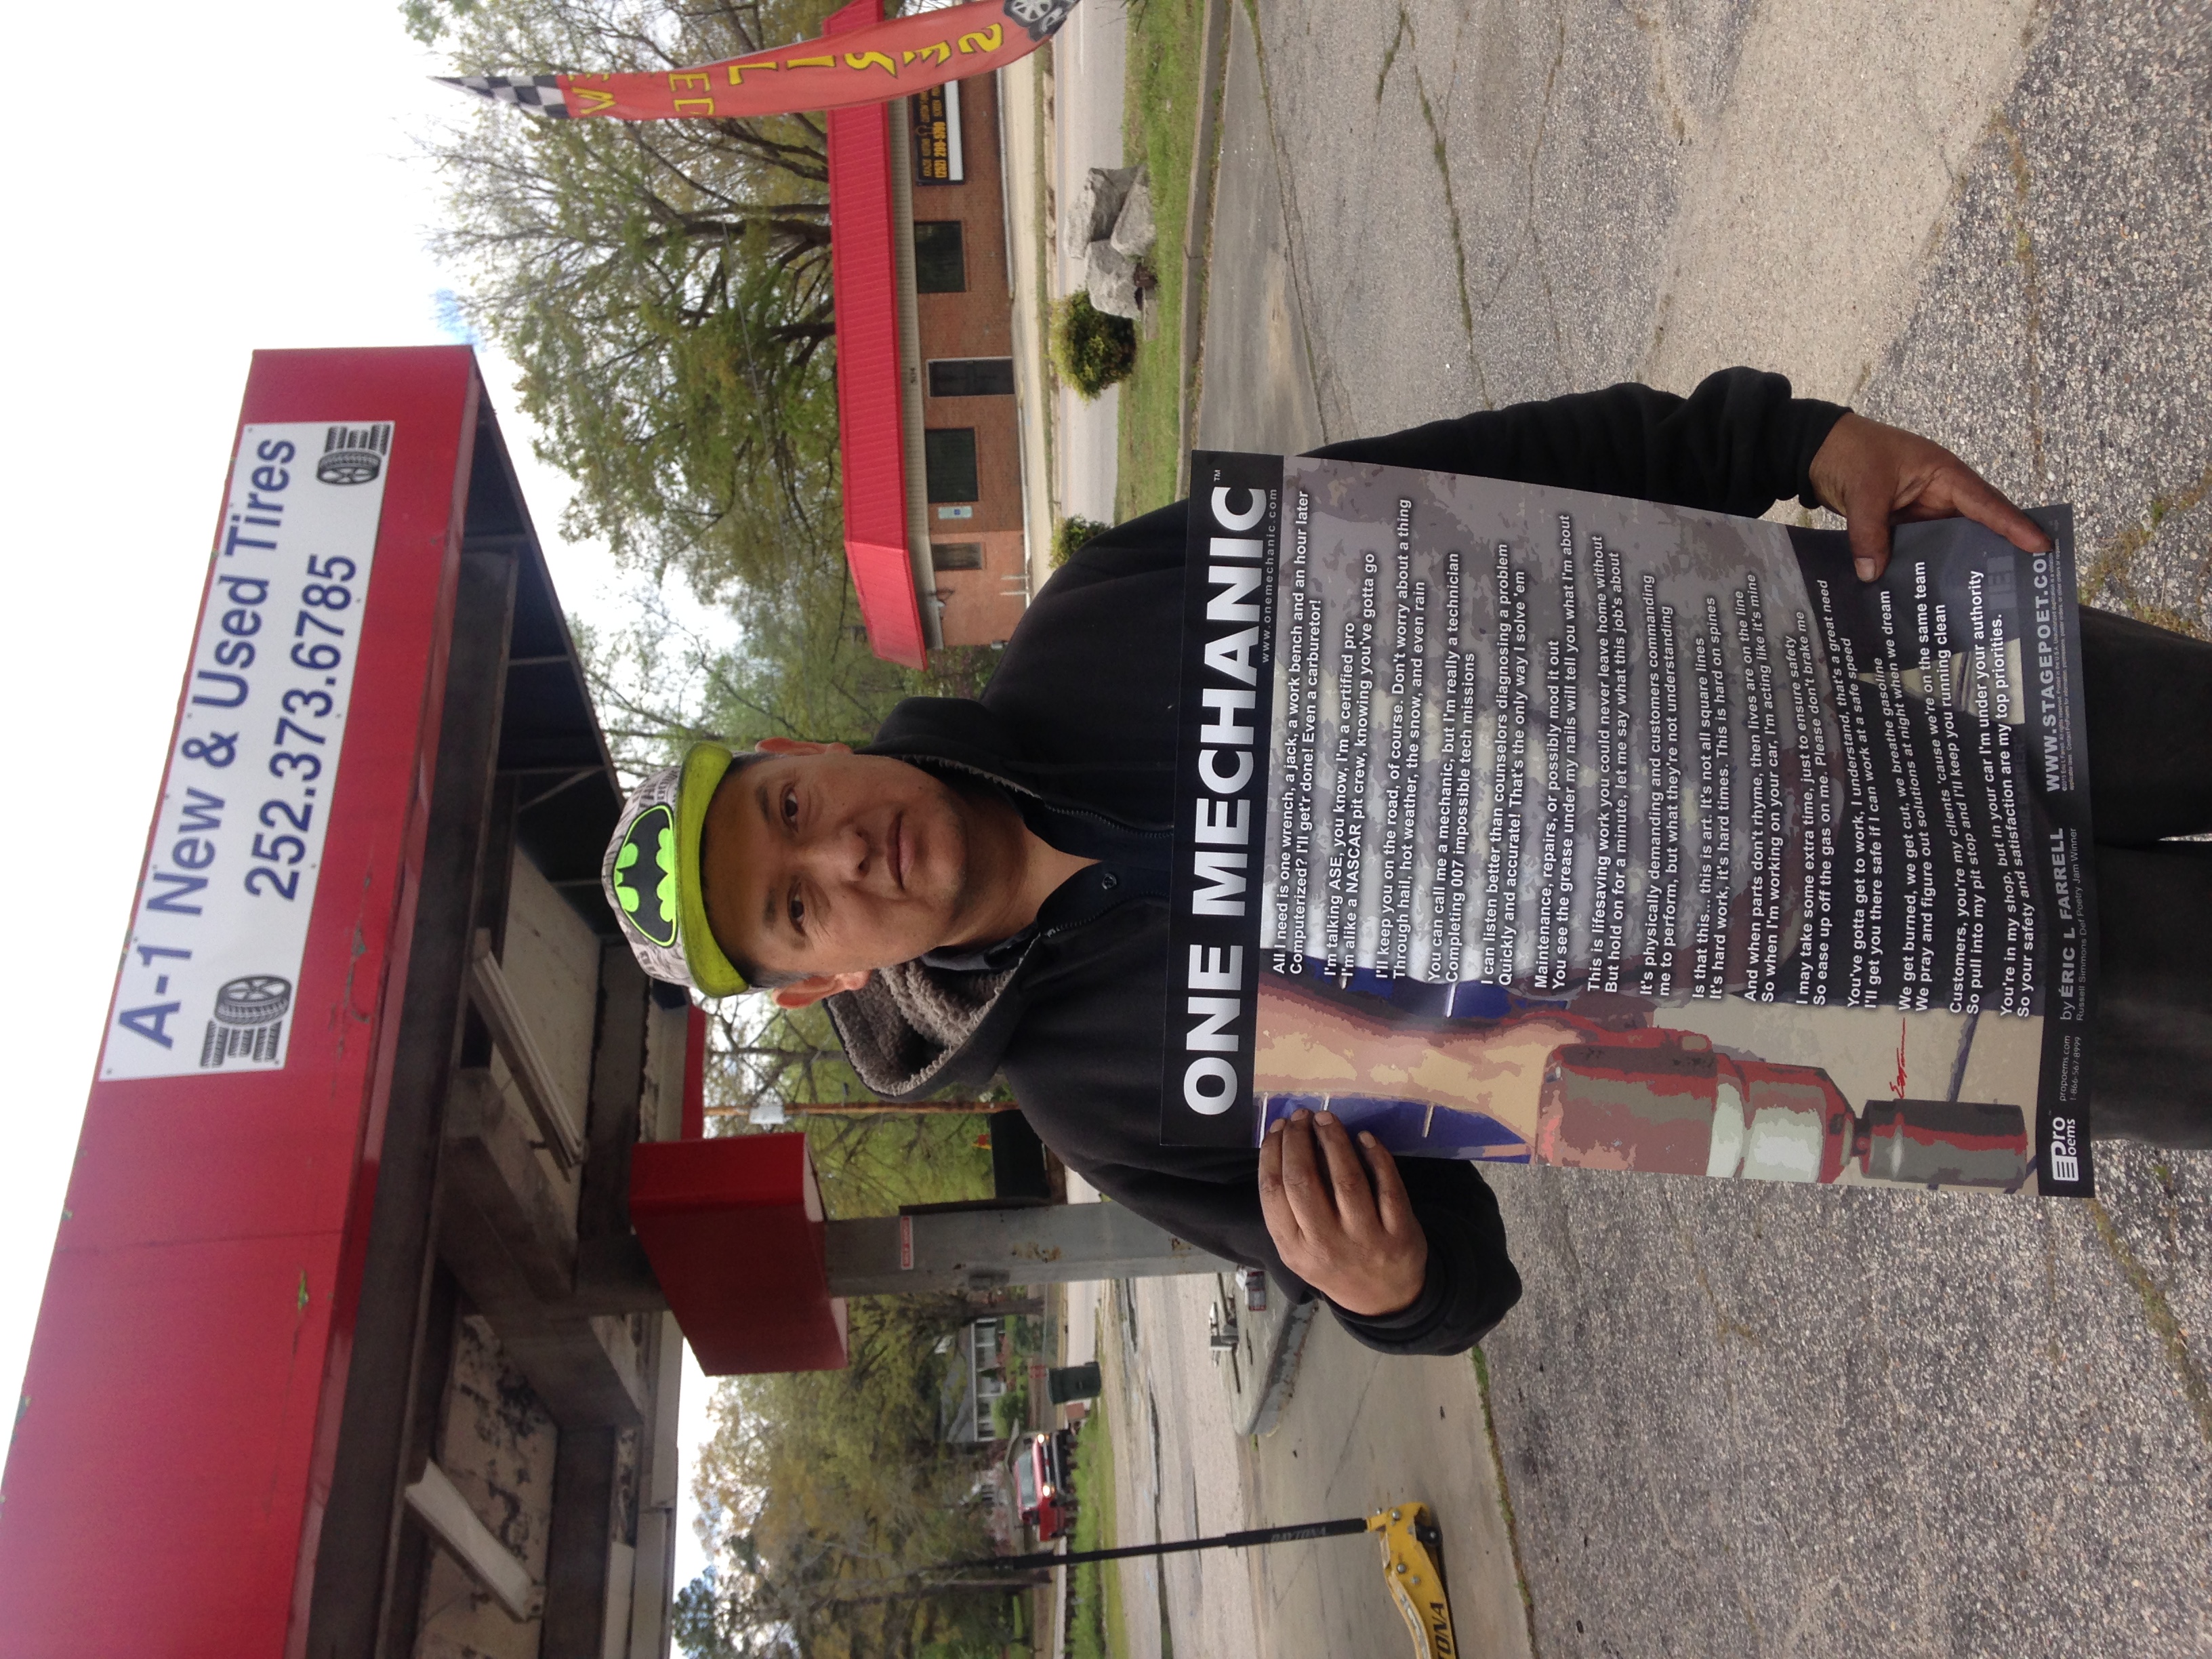 A-1 New & Used Tires
252.373.6785
WE
SELL
TIRES
(252) 298-5780
504
DAYTONA
ONE MECHANIC™
www.onemechanic.com
All I need is one wrench, a jack, a work bench and an hour later
Computerized? I'll get'r done! Even a carburetor!
I'm talking ASE, you know, I'm a certified pro
I'm alike a NASCAR pit crew, knowing you've gotta go
I'll keep you on the road, of course. Don't worry about a thing
Through hail, hot weather, the snow, and even rain
You can call me a mechanic, but I'm really a technician
Completing 007 impossible tech missions
I can listen better than counselors diagnosing a problem
Quickly and accurate! That's the only way I solve 'em
Maintenance, repairs, or possibly mod it out
You see the grease under my nails will tell you what I'm about
This is lifesaving work you could never leave home without
But hold on for a minute, let me say what this job's about
It's physically demanding and customers commanding
me to perform, but what they're not understanding
Is that this... this is art. It's not all square lines
It's hard work, it's hard times. This is hard on spines
And when parts don't rhyme, then lives are on the line
So when I'm working on your car, I'm acting like it's mine
I may take some extra time, just to ensure safety
So ease up off the gas on me. Please don't brake me
You've gotta get to work, I understand, that's a great need
I'll get you there safe if I can work at a safe speed
We get burned, we get cut, we breathe gasoline
We pray and figure out solutions at night when we dream
Customers, you're my clients 'cause we're on the same team
So pull into my pit stop and I'll keep you running clean
You're in my shop, but in your car I'm under your authority
So your safety and satisfaction are my top priorities.
Pro Poems™
propoems.com
1-866-567-8999
by ERIC L FARRELL
Russell Simmons Def Poetry Jam Winner
WWW.STAGEPOET.CO